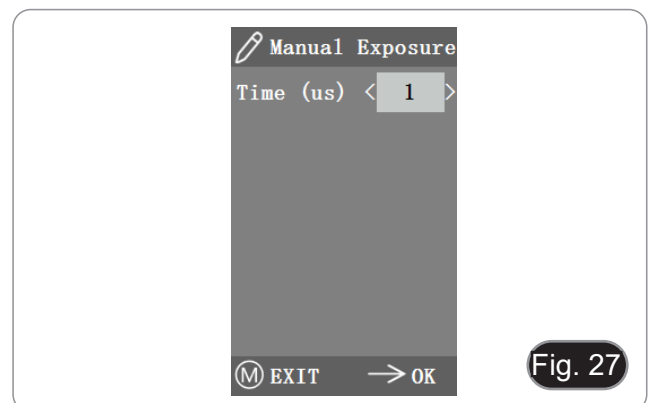 Manual Exposure
Time (us) < 1 >
M EXIT → OK
Fig. 27